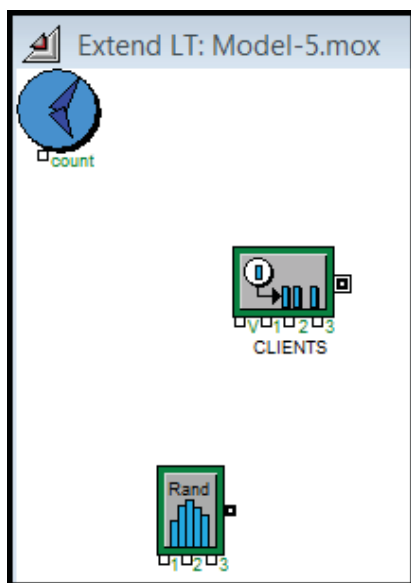 Extend LT: Model-5.mox
count
V 1 2 3
CLIENTS
Rand
1 2 3